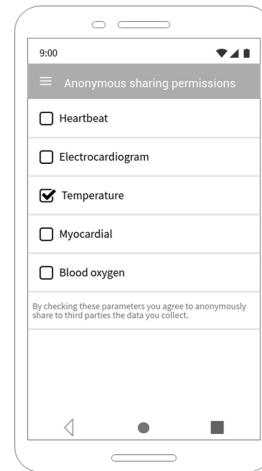 9:00
Anonymous sharing permissions
Heartbeat
Electrocardiogram
Temperature
Myocardial
Blood oxygen
By checking these parameters you agree to anonymously
share to third parties the data you collect.